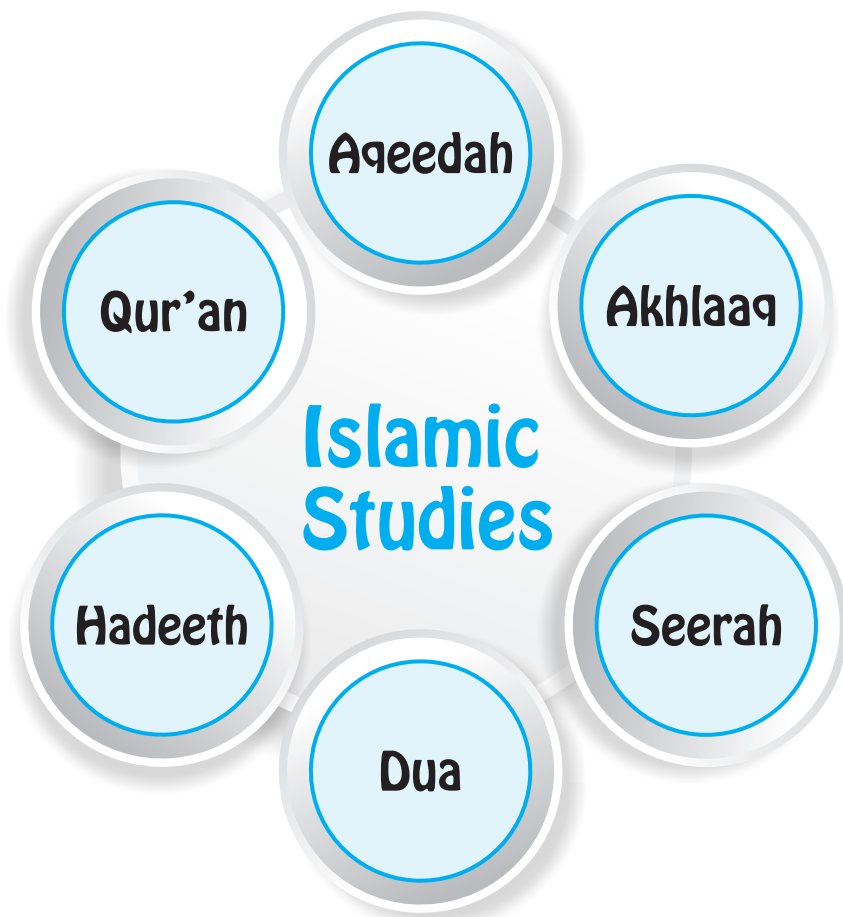 Aqeedah
Akhlaaq
Seerah
Dua
Hadeeth
Qur’an
Islamic
Studies